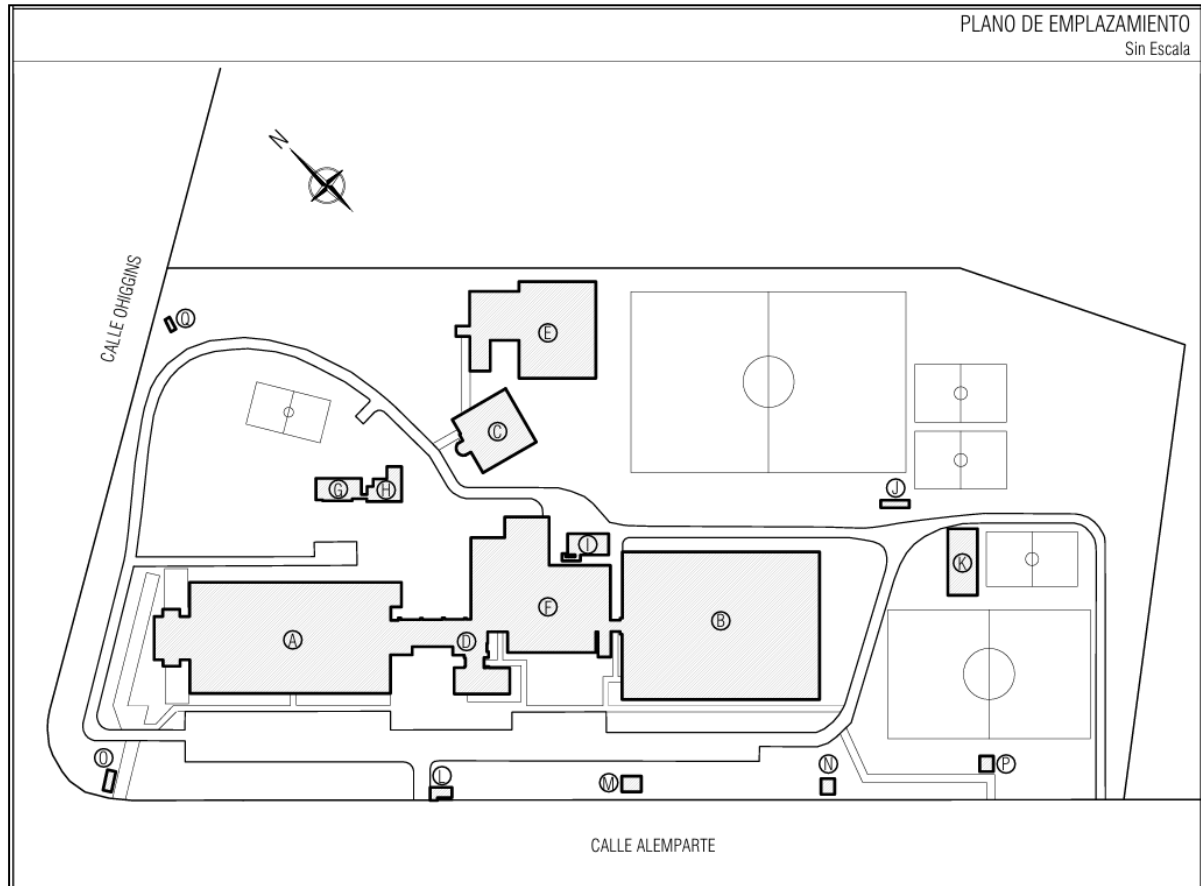 PLANO DE EMPLAZAMIENTO
Sin Escala
N
CALLE OHIGGINS
Q
E
C
G
H
J
I
K
F
B
A
D
O
L
M
N
P
CALLE ALEMPARTE